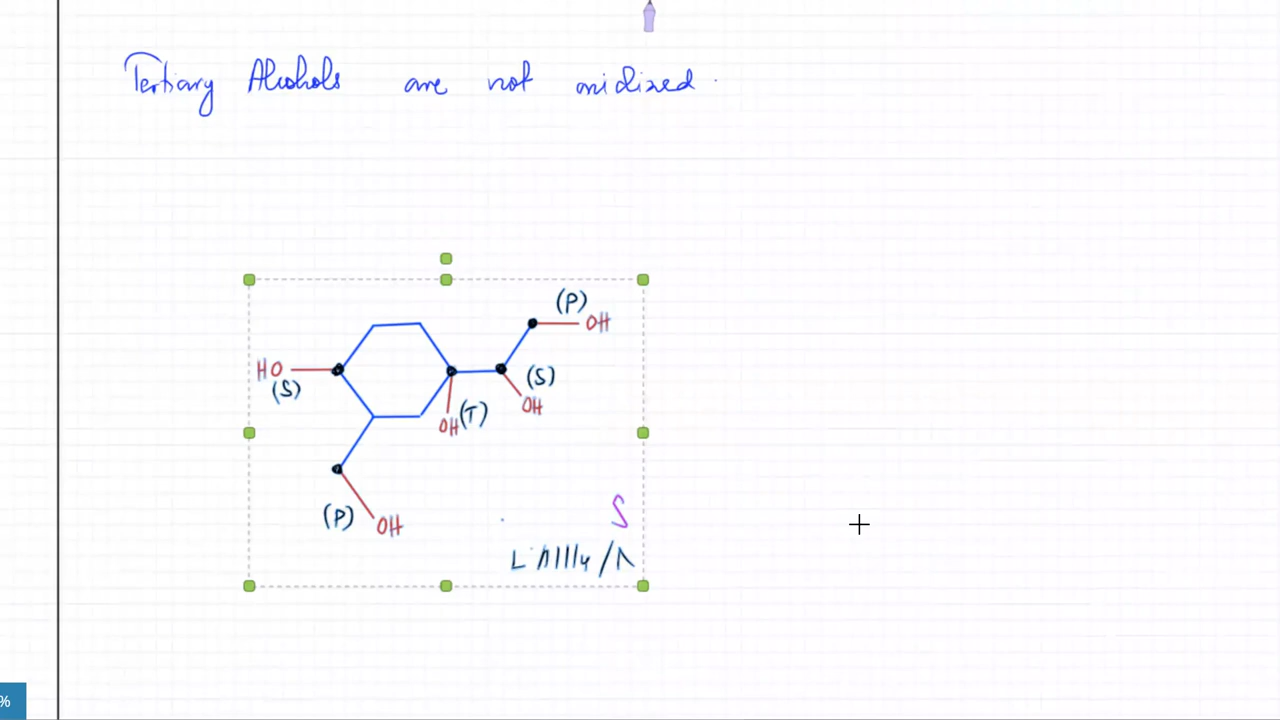 Tertiary Alcohols are not oxidized.
(P)
OH
HO
(S)
(S)
OH
OH
(T)
(P)
OH
S
%